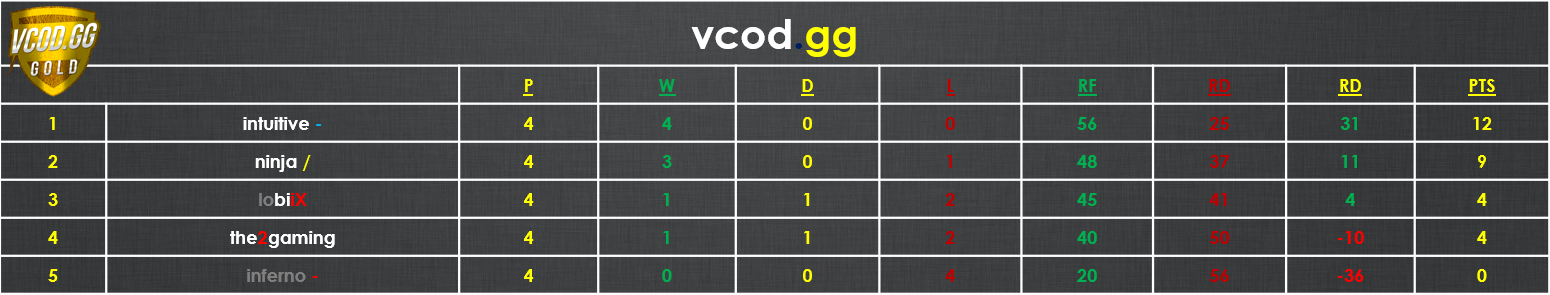 VCOD.GG
GOLD
vcod.gg
P W D L RF RD RD PTS
1 intuitive - 4 4 0 0 56 25 31 12
2 ninja / 4 3 0 1 48 37 11 9
3 lobiiX 4 1 1 2 45 41 4 4
4 the2gaming 4 1 1 2 40 50 -10 4
5 inferno - 4 0 0 4 20 56 -36 0